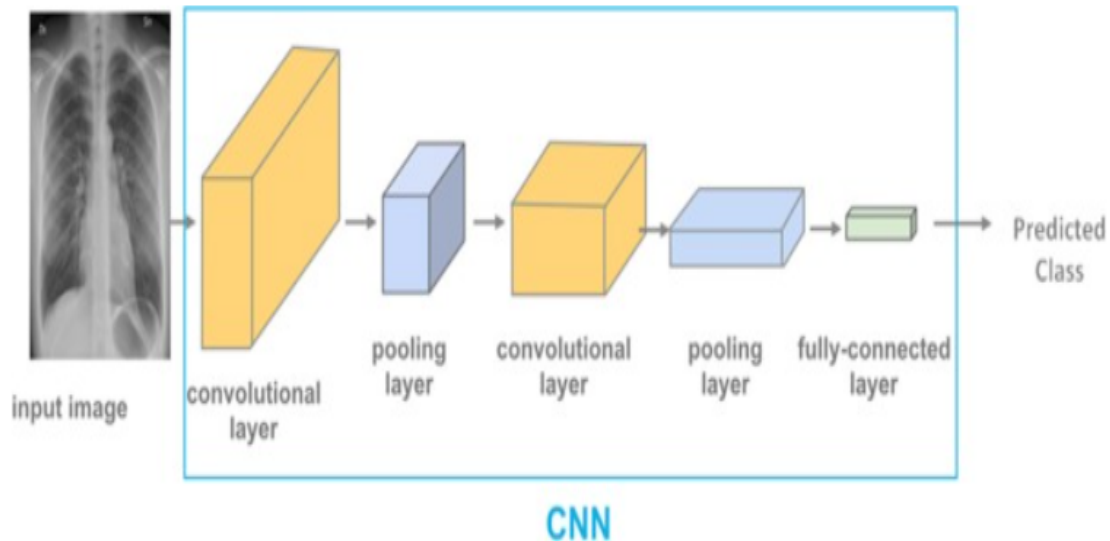 input image
convolutional
layer
pooling
layer
convolutional
layer
pooling
layer
fully-connected
layer
Predicted
Class
CNN